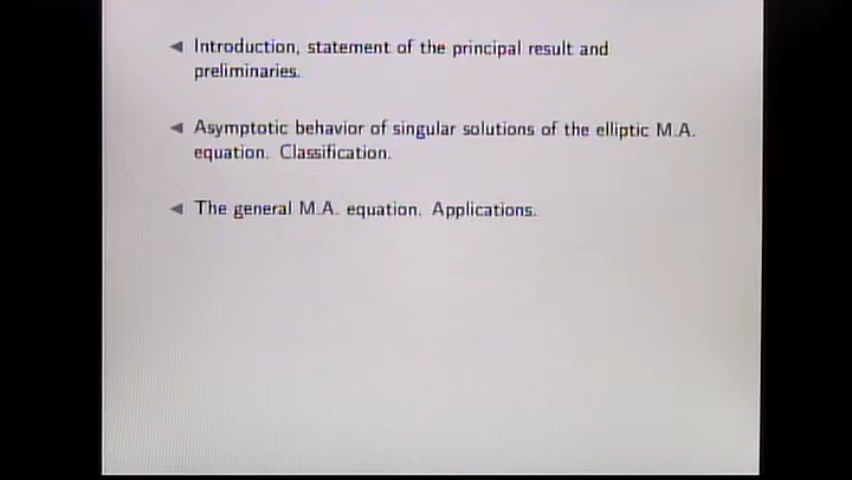 Introduction, statement of the principal result and
preliminaries.
Asymptotic behavior of singular solutions of the elliptic M.A.
equation. Classification.
The general M.A. equation. Applications.